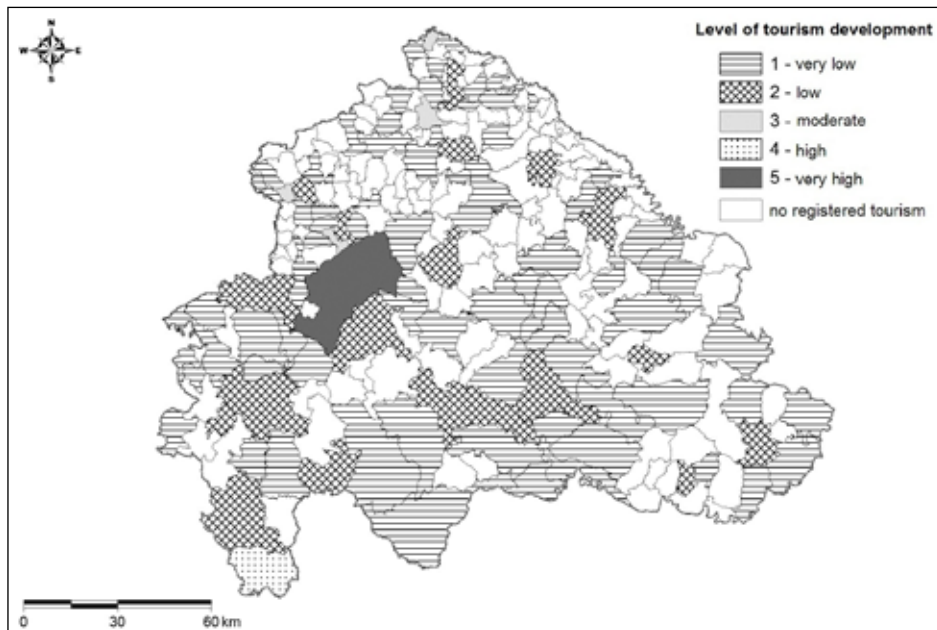 N
W E
S
Level of tourism development
1 - very low
2 - low
3 - moderate
4 - high
5 - very high
no registered tourism
0 30 60 km